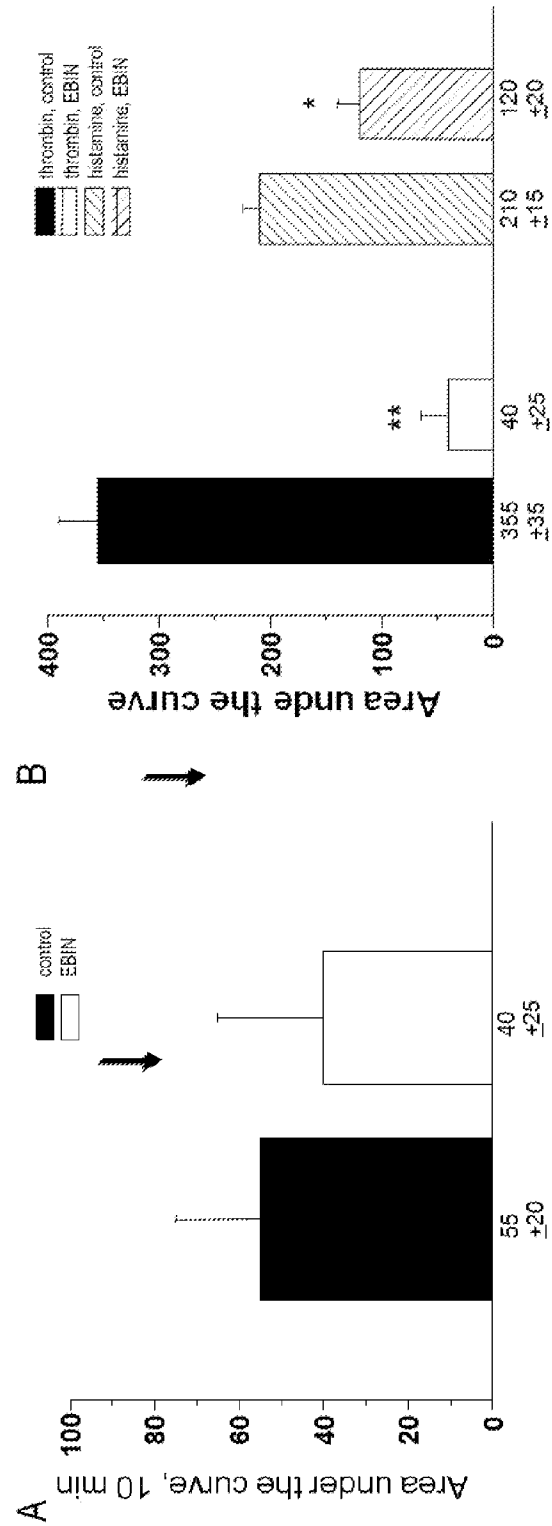 A
Area under the curve, 10 min
100
80
60
40
20
0
control
EBIN
55
±20
40
±25
B
Area unde the curve
400
300
200
100
0
thrombin, control
thrombin, EBIN
histamine, control
histamine, EBIN
**
*
355
±35
40
±25
210
±15
120
±20